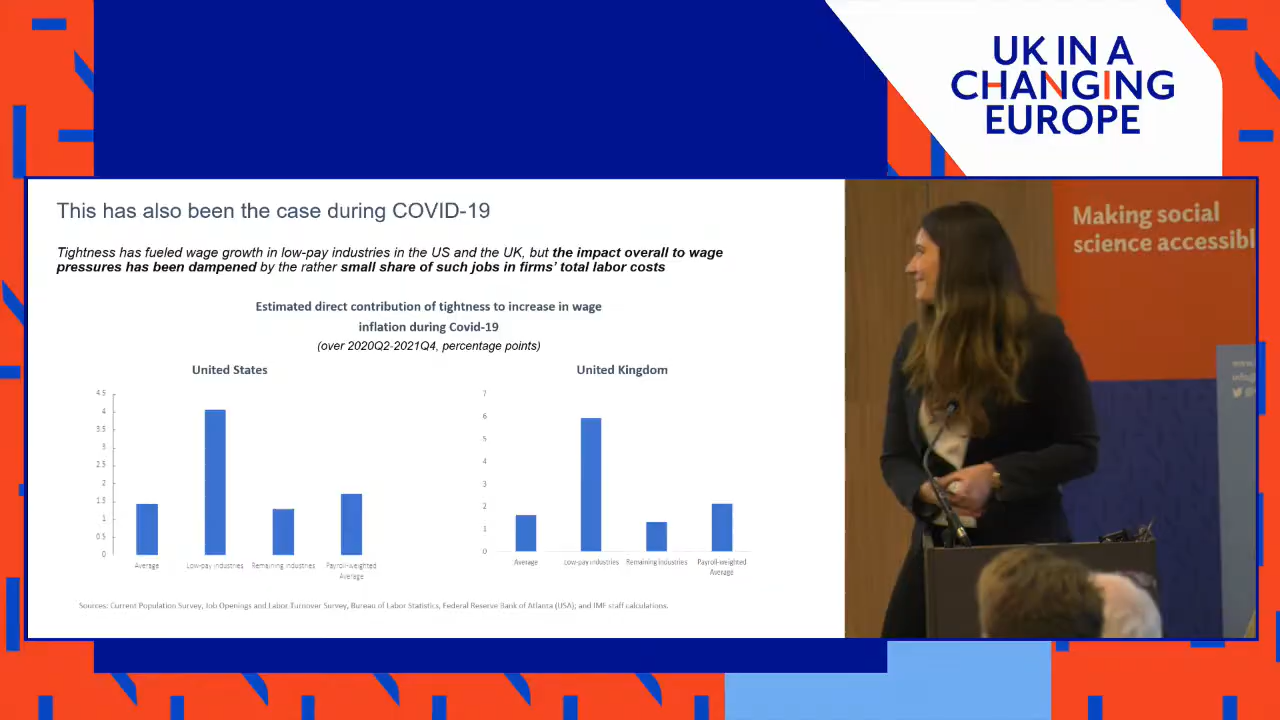 UK IN A
CHANGING
EUROPE
This has also been the case during COVID-19
Tightness has fueled wage growth in low-pay industries in the US and the UK, but the impact overall to wage
pressures has been dampened by the rather small share of such jobs in firms' total labor costs
Estimated direct contribution of tightness to increase in wage
inflation during Covid-19
(over 2020Q2-2021Q4, percentage points)
United States
4.5
4
3.5
3
2.5
2
1.5
1
0.5
0
Average
Low-pay industries
Remaining industries
Payroll-weighted
Average
United Kingdom
7
6
5
4
3
2
1
0
Average
Low-pay industries
Remaining industries
Payroll-weighted
Average
Sources: Current Population Survey, Job Openings and Labor Turnover Survey, Bureau of Labor Statistics, Federal Reserve Bank of Atlanta (USA); and IMF staff calculations.
Making social
science accessibl
www.